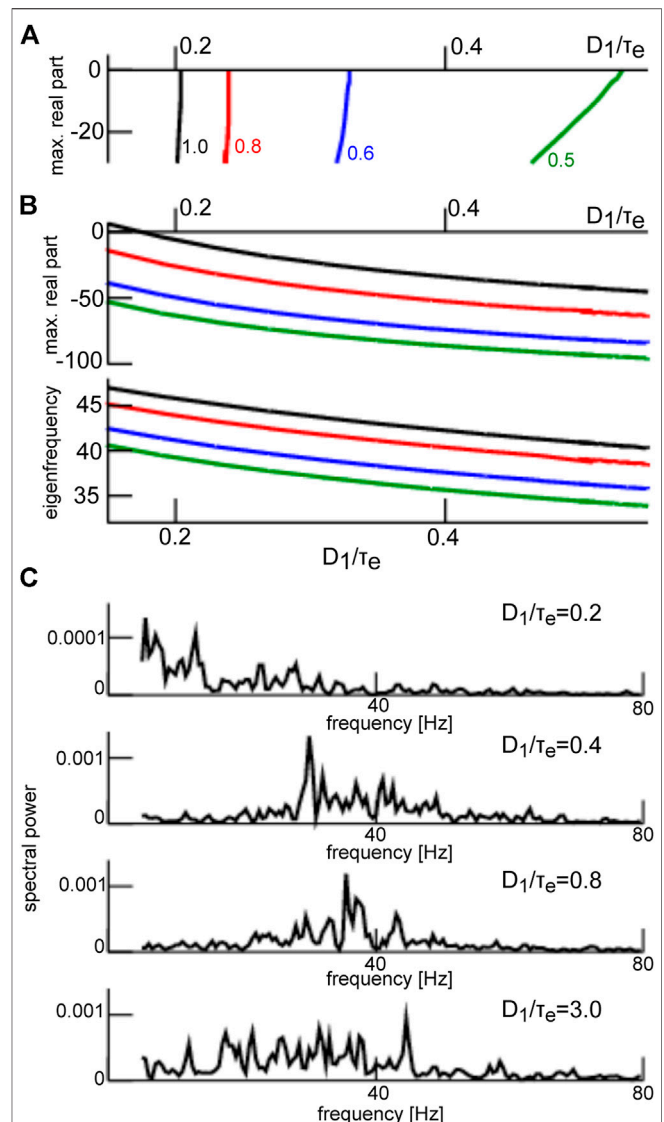 A
0.2
0.4
D1/τe
0
-20
max. real part
1.0
0.8
0.6
0.5
B
0.2
0.4
D1/τe
0
-50
-100
max. real part
45
40
35
eigenfrequency
0.2
0.4
D1/τe
C
D1/τe=0.2
0.0001
0
40
80
frequency [Hz]
D1/τe=0.4
0.001
0
40
80
frequency [Hz]
spectral power
D1/τe=0.8
0.001
0
40
80
frequency [Hz]
D1/τe=3.0
0.001
0
40
80
frequency [Hz]